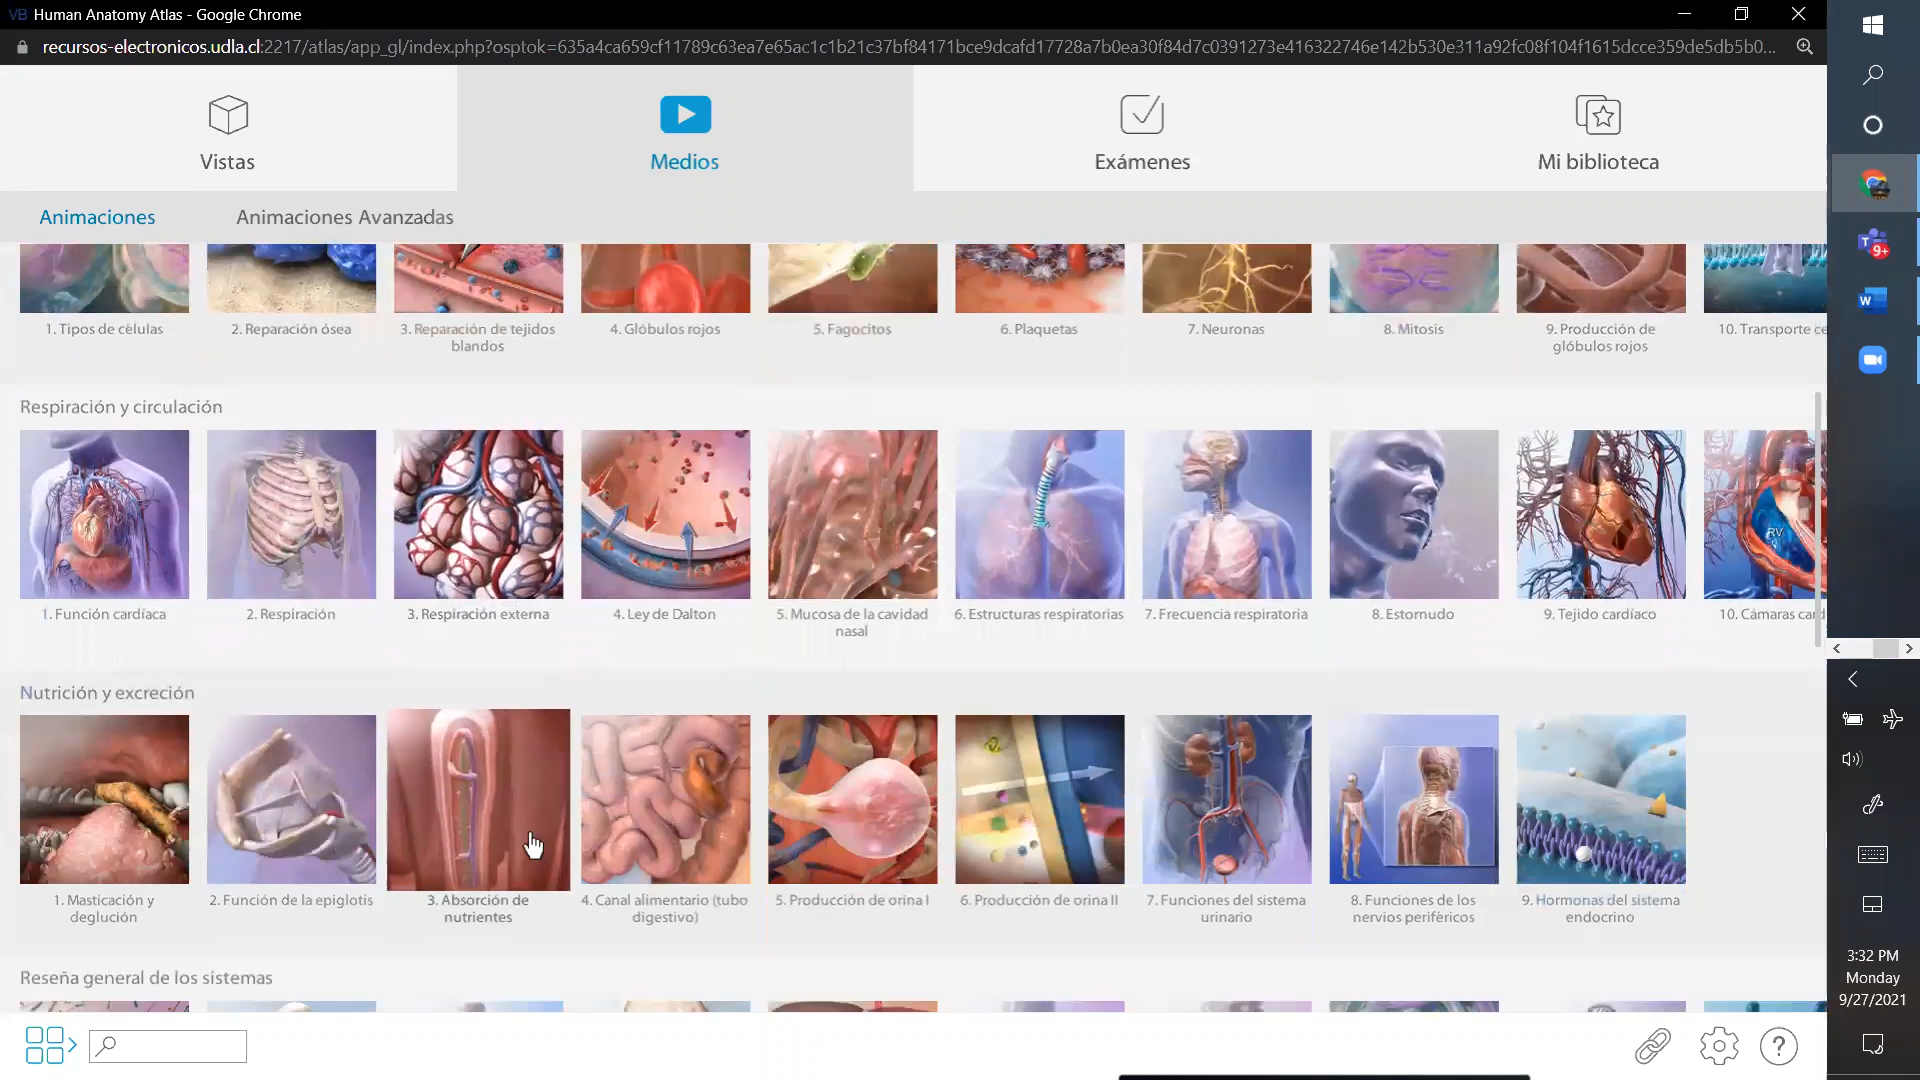 VB Human Anatomy Atlas - Google Chrome
recursos-electronicos.udla.cl:2217/atlas/app_gl/index.php?osptok=635a4ca659cf11789c63ea7e65ac1c1b21c37bf84171bce9dcafd17728a7b0ea30f84d7c0391273e416322746e142b530e311a92fc08f104f1615dcce359de5db5b0...
Vistas
Medios
Exámenes
Mi biblioteca
Animaciones
Animaciones Avanzadas
1. Tipos de células
2. Reparación ósea
3. Reparación de tejidos
blandos
4. Glóbulos rojos
5. Fagocitos
6. Plaquetas
7. Neuronas
8. Mitosis
9. Producción de
glóbulos rojos
10. Transporte ce
Respiración y circulación
RV
1. Función cardíaca
2. Respiración
3. Respiración externa
4. Ley de Dalton
5. Mucosa de la cavidad
nasal
6. Estructuras respiratorias
7. Frecuencia respiratoria
8. Estornudo
9. Tejido cardíaco
10. Cámaras card
Nutrición y excreción
1. Masticación y
deglución
2. Función de la epiglotis
3. Absorción de
nutrientes
4. Canal alimentario (tubo
digestivo)
5. Producción de orina I
6. Producción de orina II
7. Funciones del sistema
urinario
8. Funciones de los
nervios periféricos
9. Hormonas del sistema
endocrino
Reseña general de los sistemas
T
9+
W
3:32 PM
Monday
9/27/2021